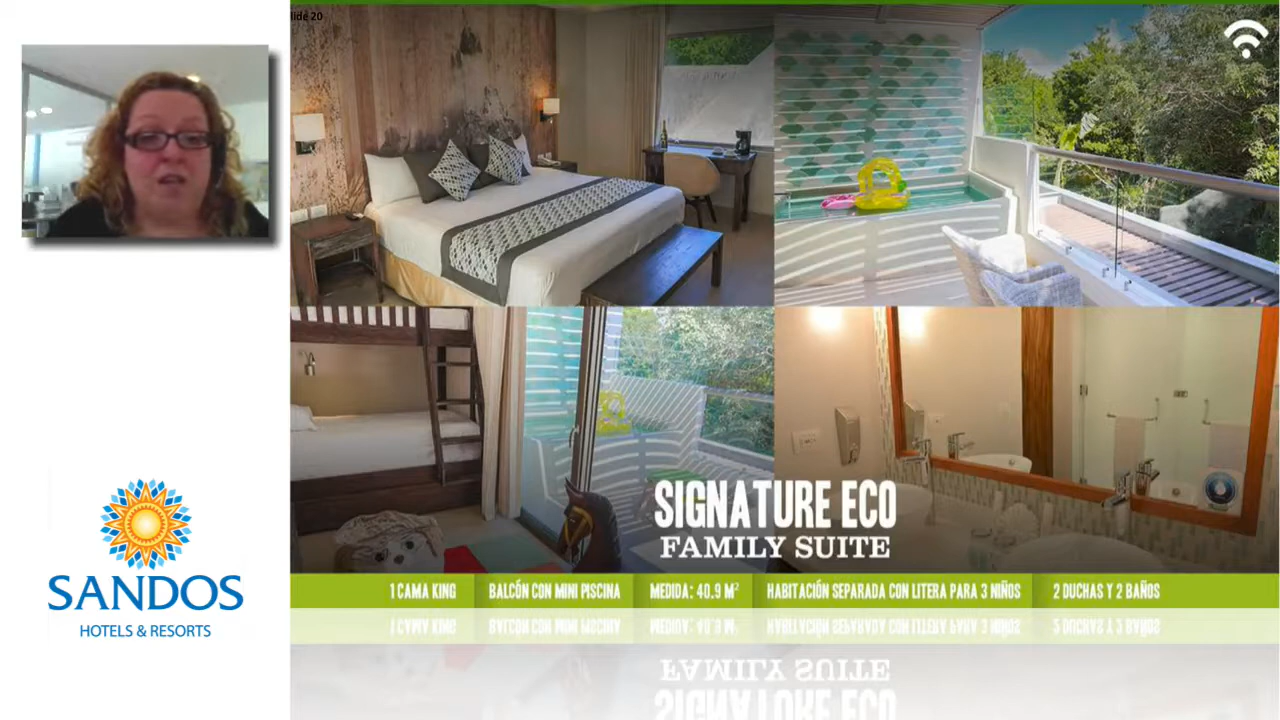 lide 20
SIGNATURE ECO
FAMILY SUITE
1 CAMA KING BALCÓN CON MINI PISCINA MEDIDA: 40.9 M² HABITACIÓN SEPARADA CON LITERA PARA 3 NIÑOS 2 DUCHAS Y 2 BAÑOS
SANDOS
HOTELS & RESORTS